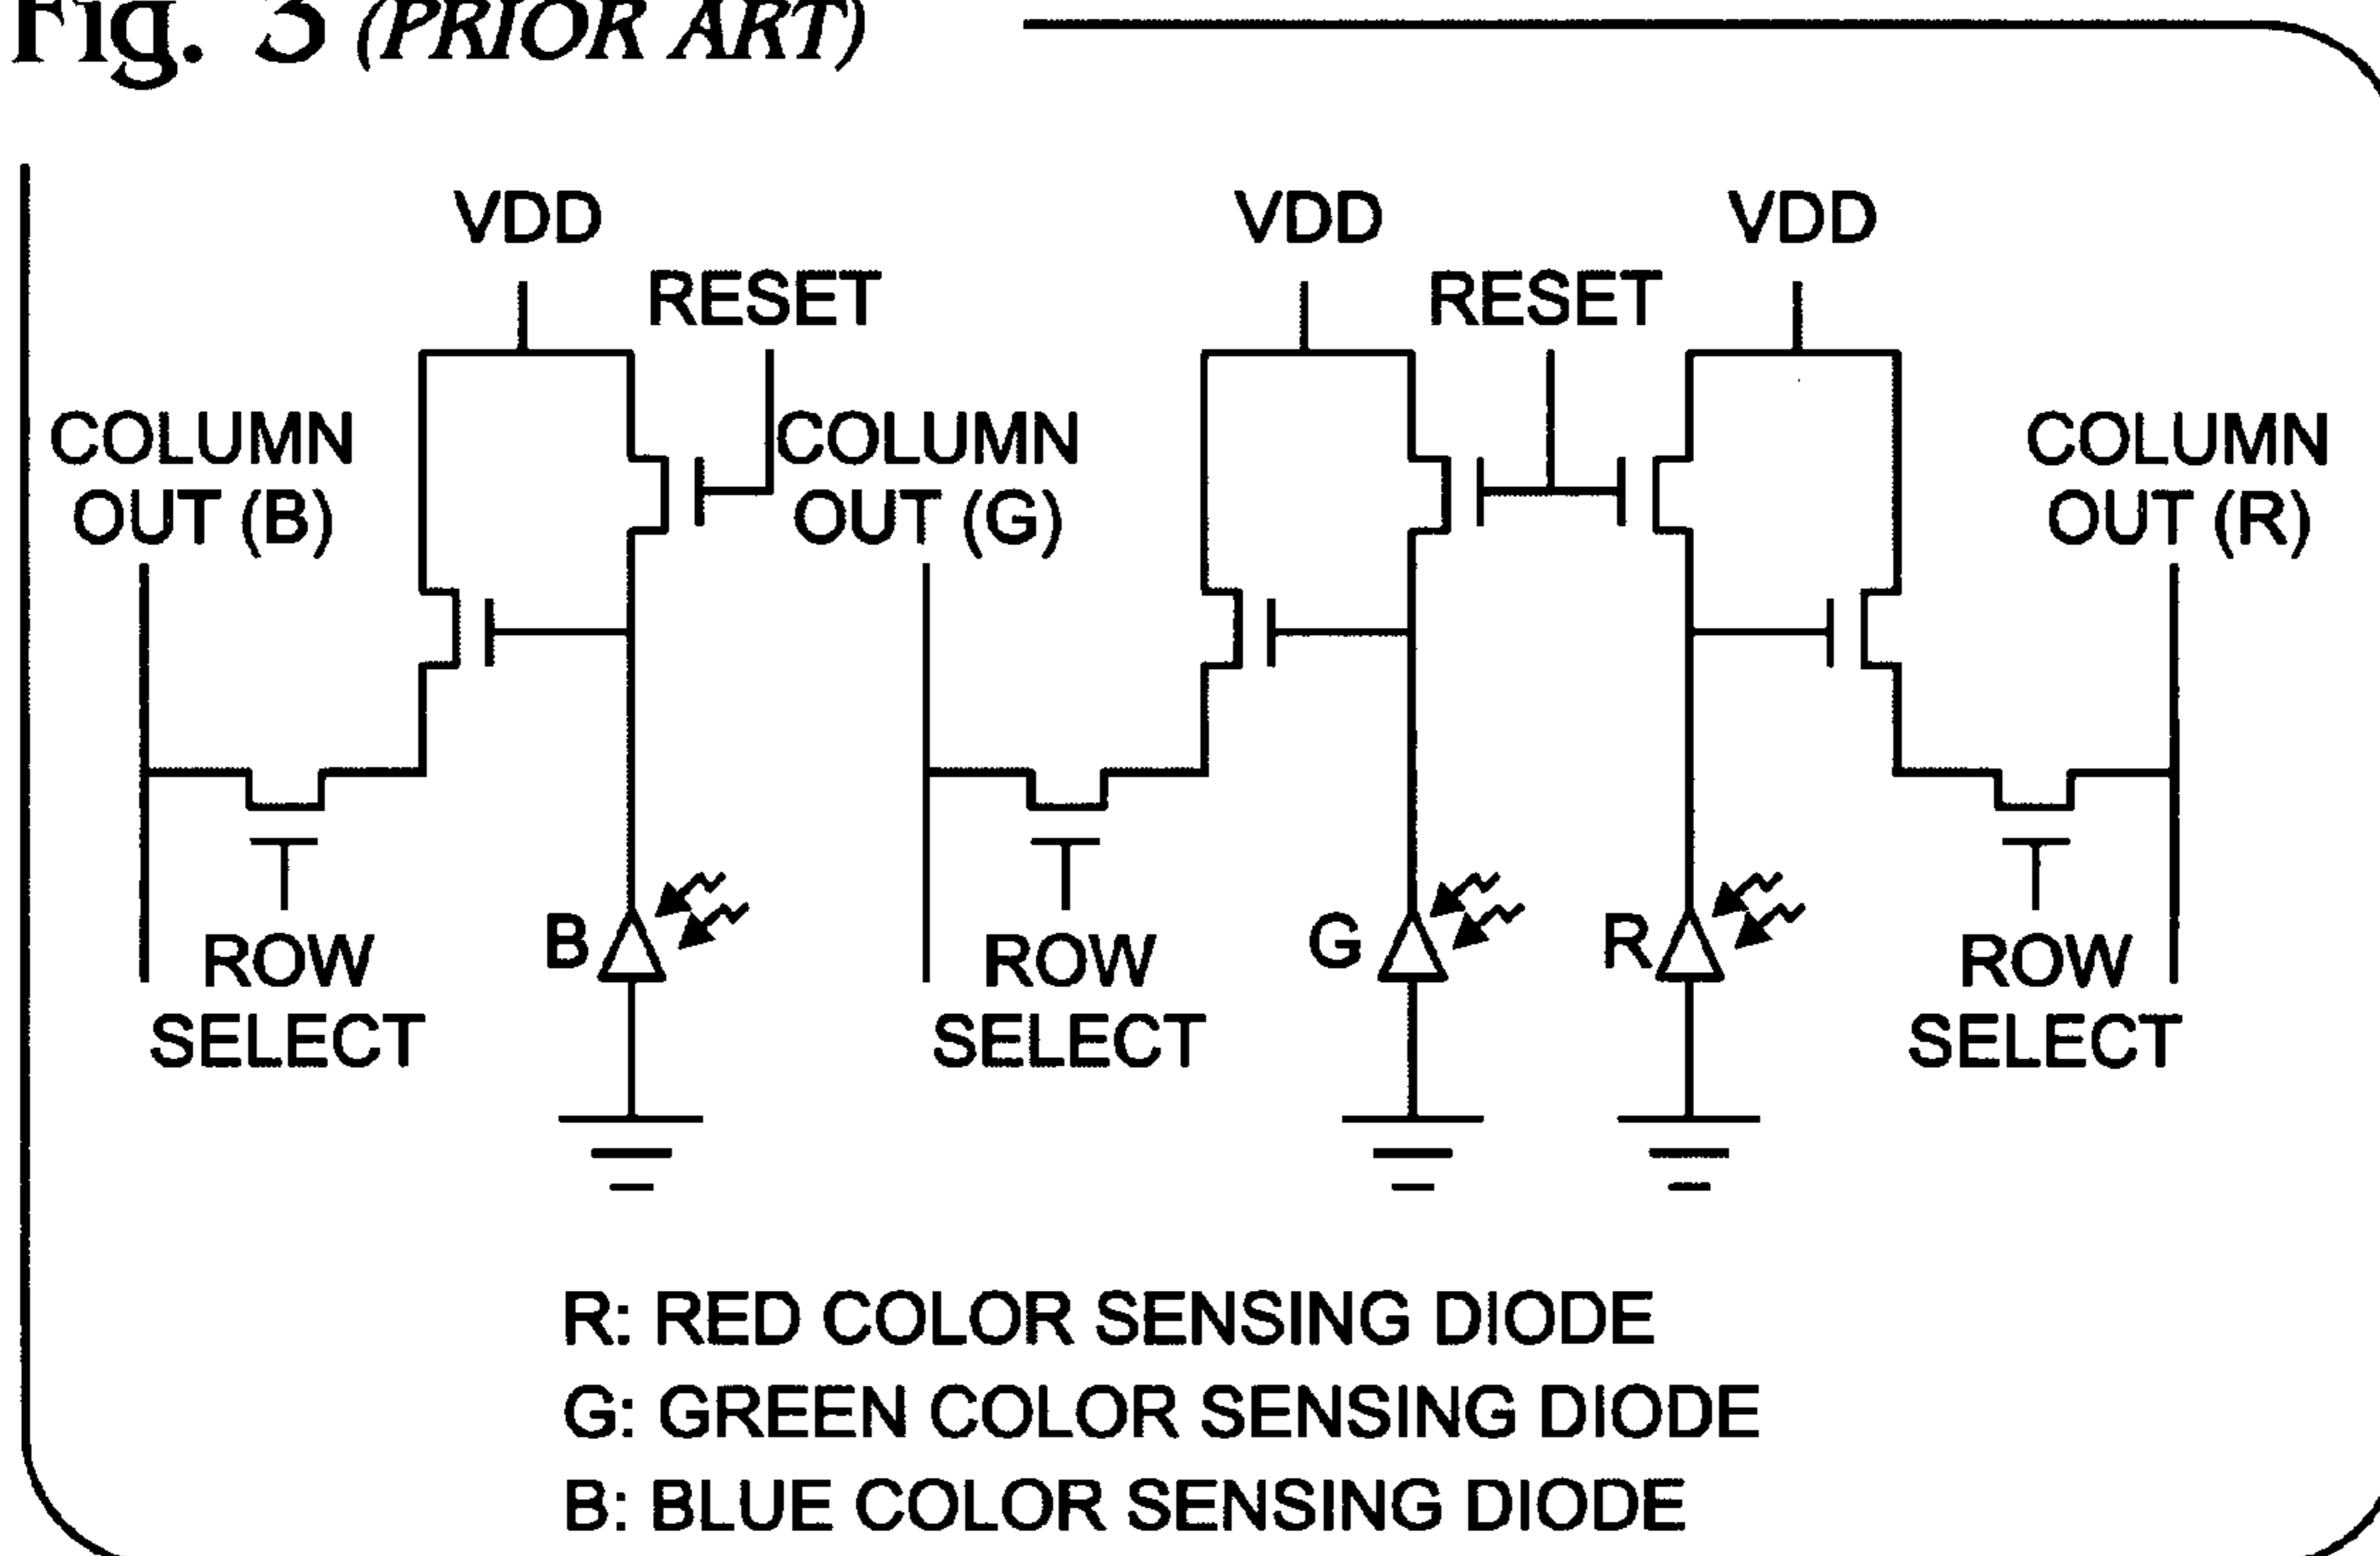 Fig. 3 (PRIOR ART)
VDD
VDD
VDD
RESET
RESET
COLUMN
OUT (B)
COLUMN
OUT (G)
COLUMN
OUT (R)
B
G
R
ROW
SELECT
ROW
SELECT
ROW
SELECT
R: RED COLOR SENSING DIODE
G: GREEN COLOR SENSING DIODE
B: BLUE COLOR SENSING DIODE